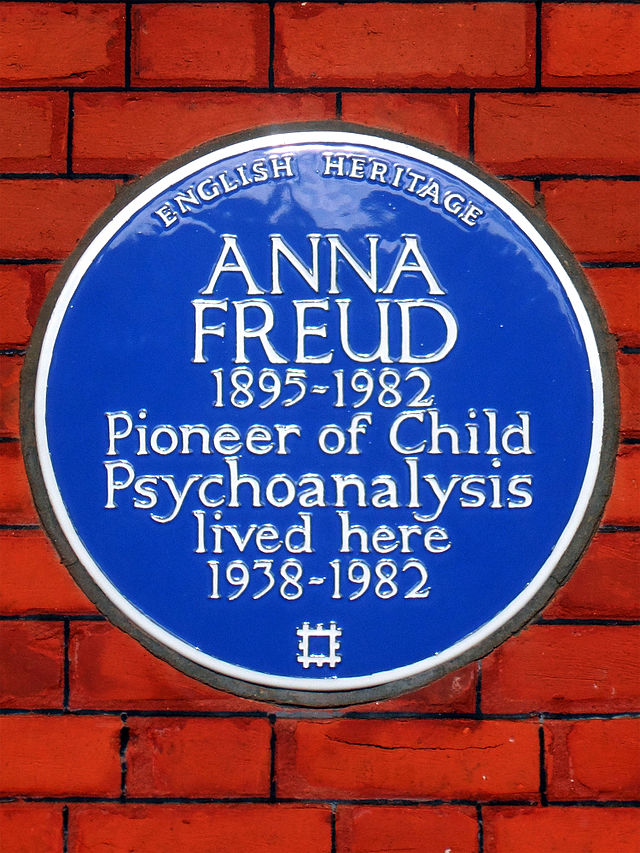 ENGLISH HERITAGE
ANNA
FREUD
1895-1982
Pioneer of Child
Psychoanalysis
lived here
1938-1982